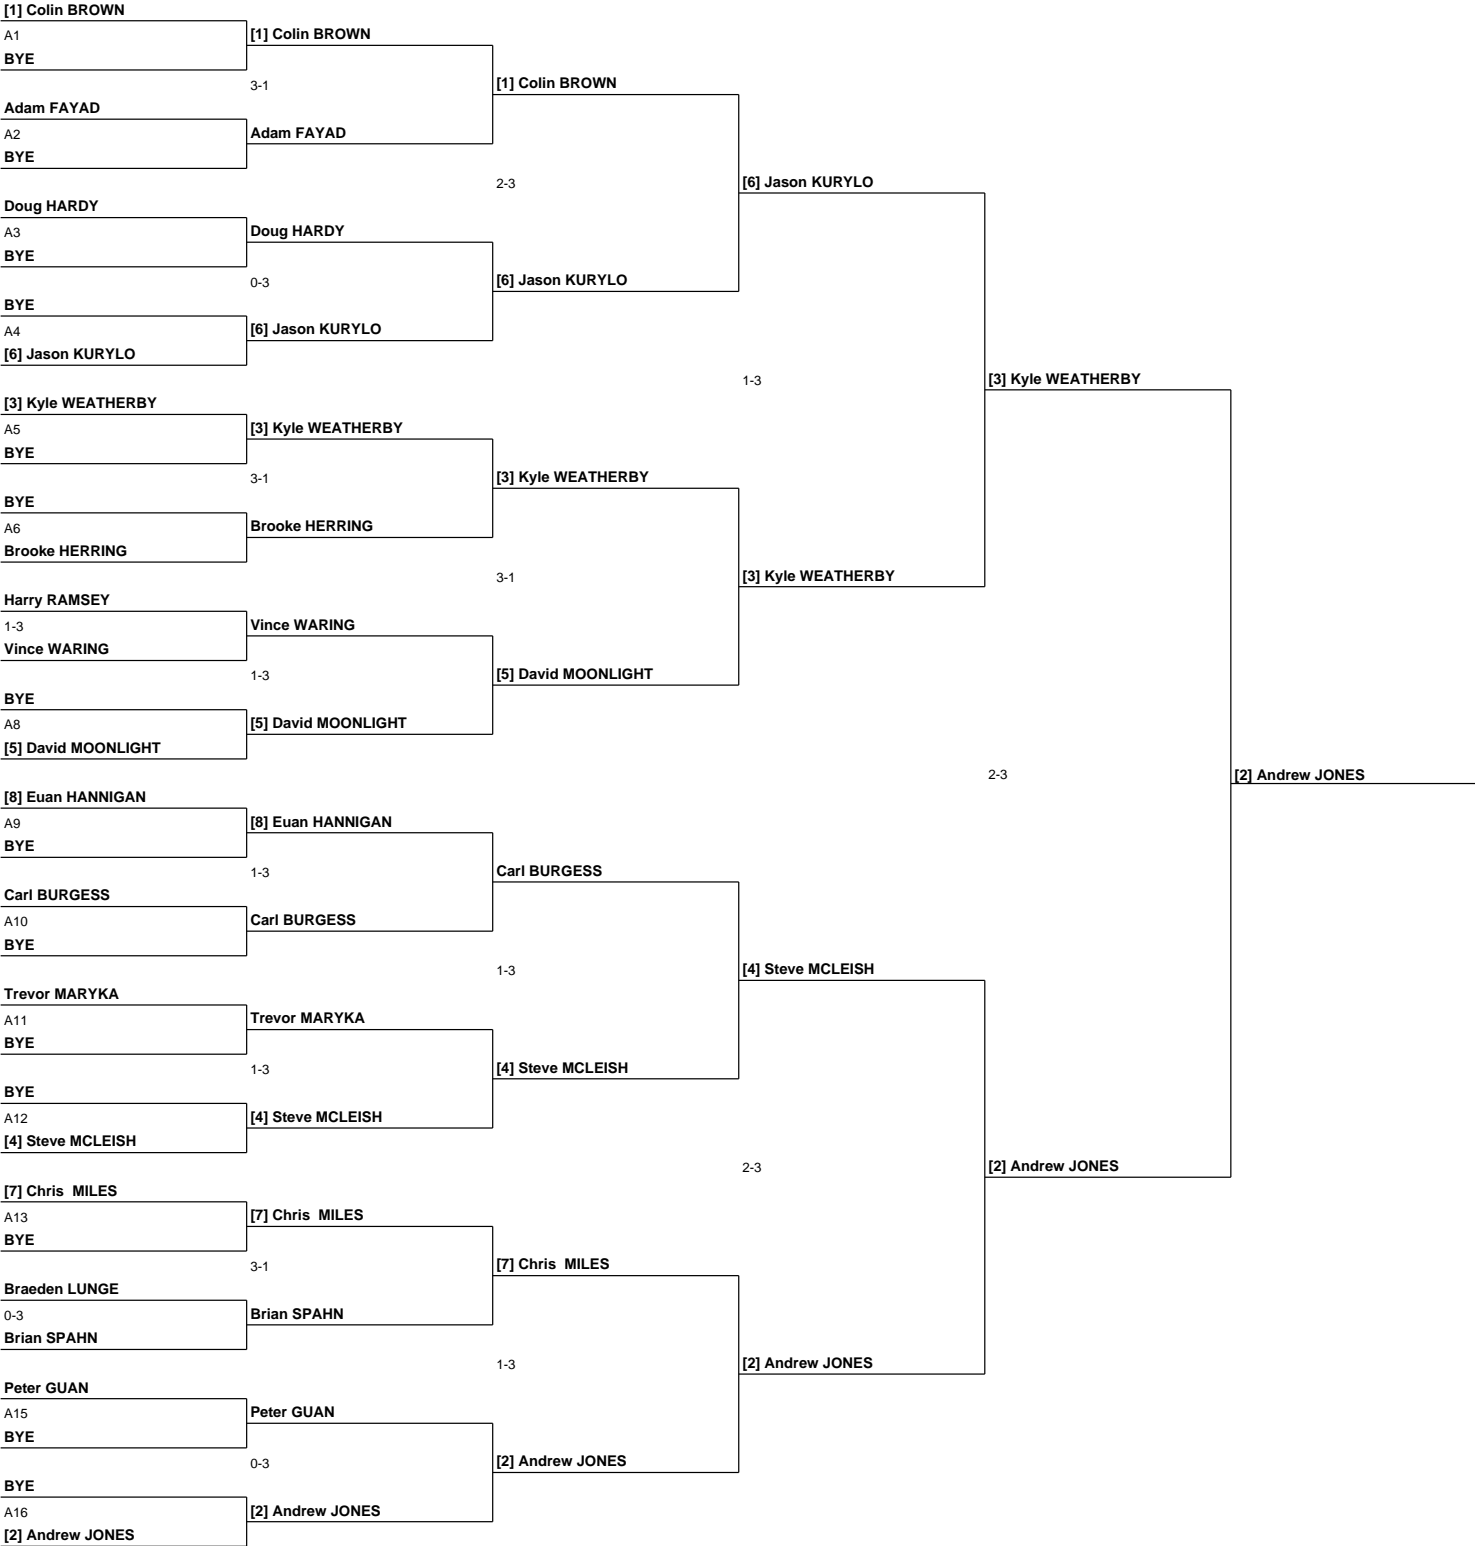 [1] Colin BROWN
A1
BYE
Adam FAYAD
A2
BYE
Doug HARDY
A3
BYE
BYE
A4
[6] Jason KURYLO
[3] Kyle WEATHERBY
A5
BYE
BYE
A6
Brooke HERRING
Harry RAMSEY
1-3
Vince WARING
BYE
A8
[5] David MOONLIGHT
[8] Euan HANNIGAN
A9
BYE
Carl BURGESS
A10
BYE
Trevor MARYKA
A11
BYE
BYE
A12
[4] Steve MCLEISH
[7] Chris  MILES
A13
BYE
Braeden LUNGE
0-3
Brian SPAHN
Peter GUAN
A15
BYE
BYE
A16
[2] Andrew JONES
[1] Colin BROWN
3-1
Adam FAYAD
Doug HARDY
0-3
[6] Jason KURYLO
[3] Kyle WEATHERBY
3-1
Brooke HERRING
Vince WARING
1-3
[5] David MOONLIGHT
[8] Euan HANNIGAN
1-3
Carl BURGESS
Trevor MARYKA
1-3
[4] Steve MCLEISH
[7] Chris  MILES
3-1
Brian SPAHN
Peter GUAN
0-3
[2] Andrew JONES
[1] Colin BROWN
2-3
[6] Jason KURYLO
[3] Kyle WEATHERBY
3-1
[5] David MOONLIGHT
Carl BURGESS
1-3
[4] Steve MCLEISH
[7] Chris  MILES
1-3
[2] Andrew JONES
[6] Jason KURYLO
1-3
[3] Kyle WEATHERBY
[4] Steve MCLEISH
2-3
[2] Andrew JONES
[3] Kyle WEATHERBY
2-3
[2] Andrew JONES
[2] Andrew JONES